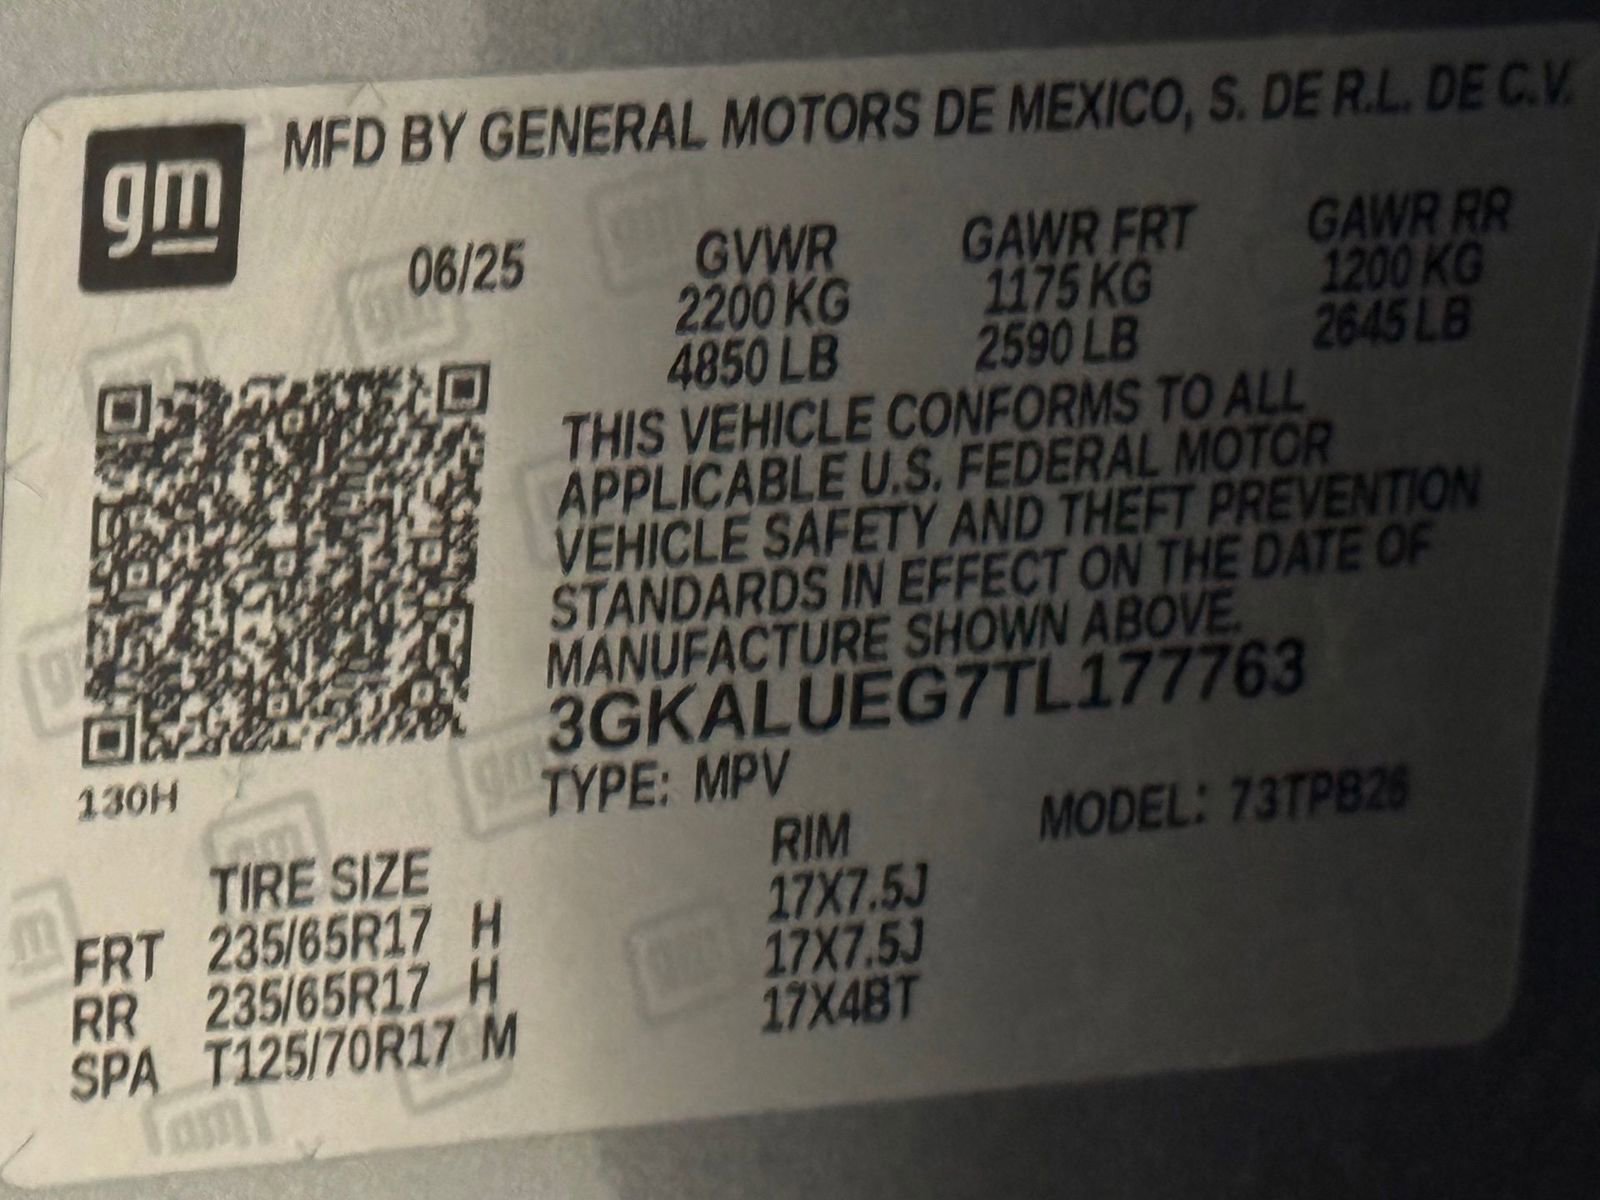 gm
MFD BY GENERAL MOTORS DE MEXICO, S. DE R.L. DE C.V.
06/25 GVWR GAWR FRT GAWR RR
2200 KG 1175 KG 1200 KG
4850 LB 2590 LB 2645 LB
THIS VEHICLE CONFORMS TO ALL
APPLICABLE U.S. FEDERAL MOTOR
VEHICLE SAFETY AND THEFT PREVENTION
STANDARDS IN EFFECT ON THE DATE OF
MANUFACTURE SHOWN ABOVE.
3GKALUEG7TL177763
130H
TYPE: MPV MODEL: 73TPB26
TIRE SIZE RIM
FRT 235/65R17 H 17X7.5J
RR 235/65R17 H 17X7.5J
SPA T125/70R17 M 17X4BT